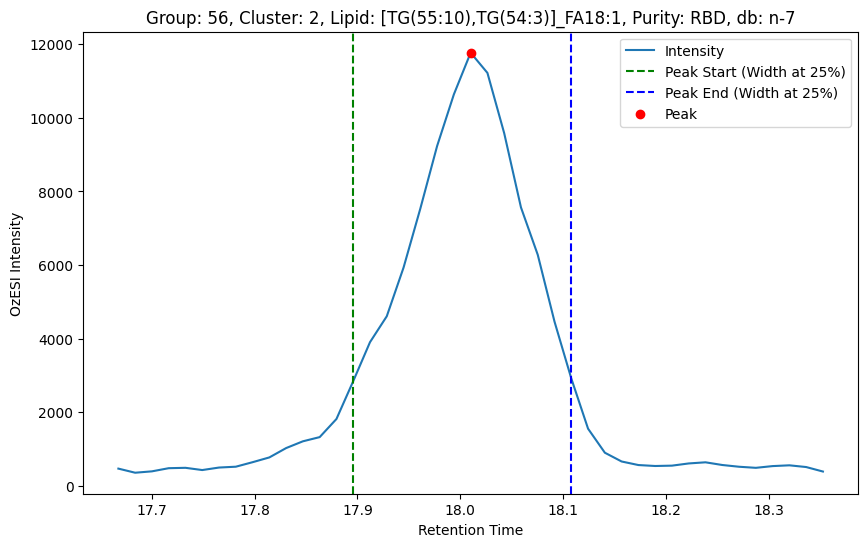 Group: 56, Cluster: 2, Lipid: [TG(55:10),TG(54:3)]_FA18:1, Purity: RBD, db: n-7
Intensity
Peak Start (Width at 25%)
Peak End (Width at 25%)
Peak
OzESI Intensity
12000
10000
8000
6000
4000
2000
0
17.7 17.8 17.9 18.0 18.1 18.2 18.3
Retention Time